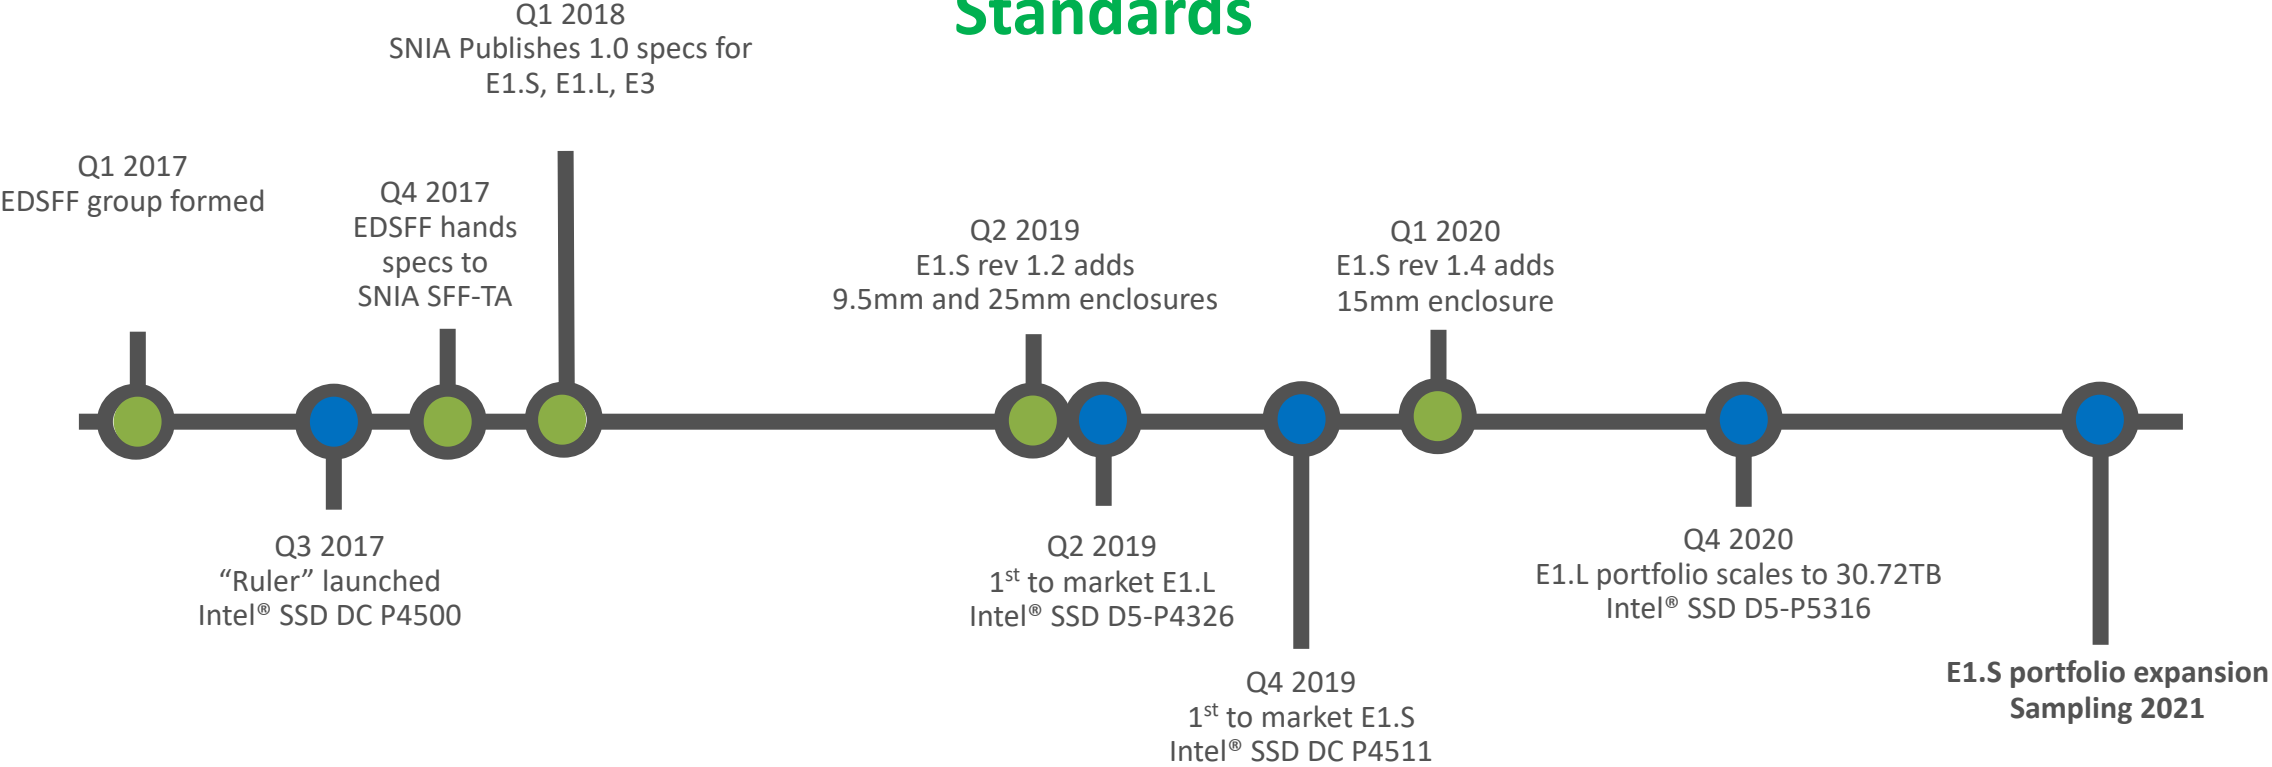 Standards
Q1 2018
SNIA Publishes 1.0 specs for
E1.S, E1.L, E3
Q1 2017
EDSFF group formed
Q4 2017
EDSFF hands
specs to
SNIA SFF-TA
Q2 2019
E1.S rev 1.2 adds
9.5mm and 25mm enclosures
Q1 2020
E1.S rev 1.4 adds
15mm enclosure
Q3 2017
“Ruler” launched
Intel® SSD DC P4500
Q2 2019
1st to market E1.L
Intel® SSD D5-P4326
Q4 2019
1st to market E1.S
Intel® SSD DC P4511
Q4 2020
E1.L portfolio scales to 30.72TB
Intel® SSD D5-P5316
E1.S portfolio expansion
Sampling 2021